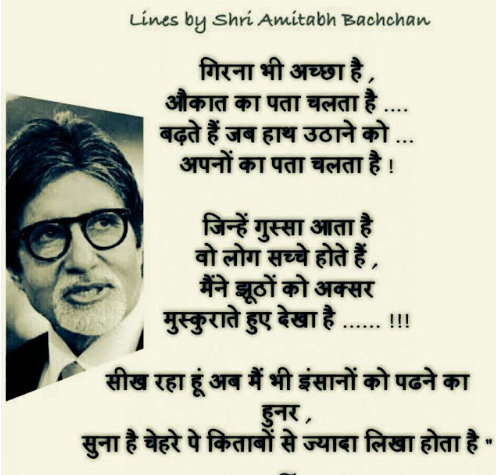 Lines by Shri Amitabh Bachchan
गिरना भी अच्छा है ,
औकात का पता चलता है ....
बढ़ते हैं जब हाथ उठाने को ...
अपनों का पता चलता है !
जिन्हें गुस्सा आता है
वो लोग सच्चे होते हैं ,
मैंने झूठों को अक्सर
मुस्कुराते हुए देखा है ...... !!!
सीख रहा हूं अब मैं भी इंसानों को पढने का
हुनर ,
सुना है चेहरे पे किताबों से ज्यादा लिखा होता है "